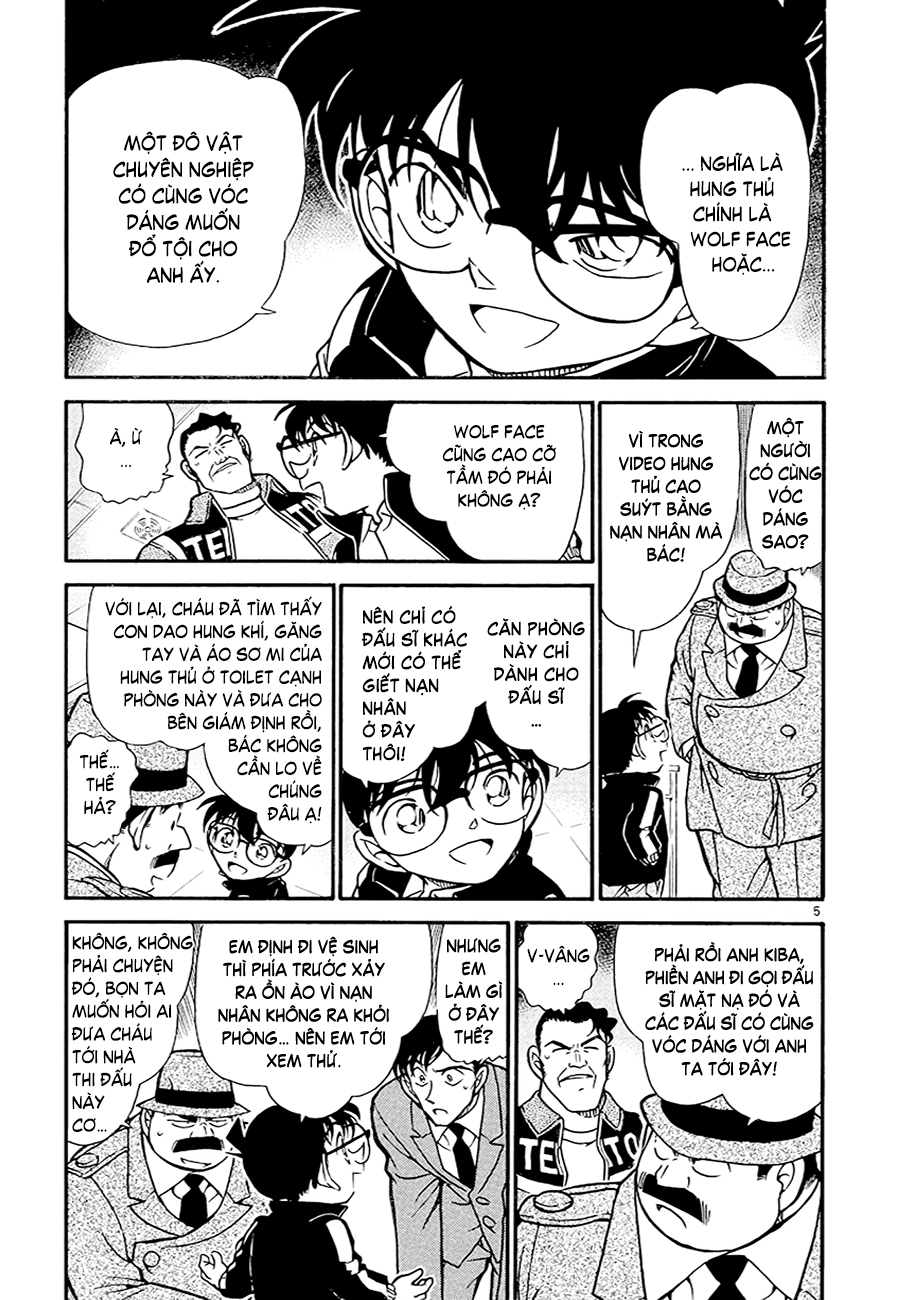 ... NGHĨA LÀ
HUNG THỦ
CHÍNH LÀ
WOLF FACE
HOẶC...
MỘT ĐÔ VẬT
CHUYÊN NGHIỆP
CÓ CÙNG VÓC
DÁNG MUỐN
ĐỔ TỘI CHO
ANH ẤY.
MỘT
NGƯỜI
CÓ CÙNG
VÓC
DÁNG
SAO?
VÌ TRONG
VIDEO HUNG
THỦ CAO
SUÝT BẰNG
NẠN NHÂN MÀ
BÁC!
WOLF FACE
CŨNG CAO CỠ
TẦM ĐÓ PHẢI
KHÔNG Ạ?
À, Ừ
...
TE TO
CĂN PHÒNG
NÀY CHỈ
DÀNH CHO
ĐẤU SĨ
...
NÊN CHỈ CÓ
ĐẤU SĨ KHÁC
MỚI CÓ THỂ
GIẾT NẠN
NHÂN
Ở ĐÂY
THÔI!
VỚI LẠI, CHÁU ĐÃ TÌM THẤY
CON DAO HUNG KHÍ, GĂNG
TAY VÀ ÁO SƠ MI CỦA
HUNG THỦ Ở TOILET CẠNH
PHÒNG NÀY VÀ ĐƯA CHO
BÊN GIÁM ĐỊNH RỒI,
BÁC KHÔNG
CẦN LO VỀ
CHÚNG
ĐÂU Ạ!
THẾ...
THẾ
HẢ?
5
PHẢI RỒI ANH KIBA,
PHIỀN ANH ĐI GỌI ĐẤU
SĨ MẶT NẠ ĐÓ VÀ
CÁC ĐẤU SĨ CÓ CÙNG
VÓC DÁNG VỚI ANH
TA TỚI ĐÂY!
V-VÂNG
...
TE TO
NHƯNG
EM
LÀM GÌ
Ở ĐÂY
THẾ?
EM ĐỊNH ĐI VỆ SINH
THÌ PHÍA TRƯỚC XẢY
RA ỒN ÀO VÌ NẠN
NHÂN KHÔNG RA KHỎI
PHÒNG... NÊN EM TỚI
XEM THỬ.
KHÔNG, KHÔNG
PHẢI CHUYỆN
ĐÓ, BỌN TA
MUỐN HỎI AI
ĐƯA CHÁU
TỚI NHÀ
THI ĐẤU
NÀY
CƠ...